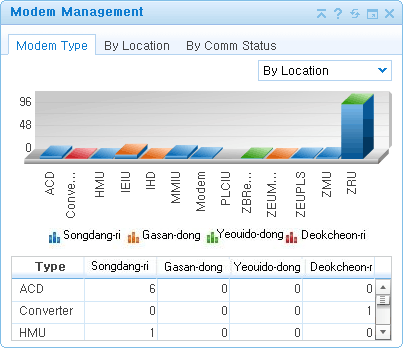 Modem Management
Modem Type By Location By Comm Status
By Location
96
48
0
ACD Conve... HMU IEIU IHD MMIU Modem PLCIU ZBRe... ZEUM... ZEUPLS ZMU ZRU
Songdang-ri Gasan-dong Yeouido-dong Deokcheon-ri
Type Songdang-ri Gasan-dong Yeouido-dong Deokcheon-r
ACD 6 0 0 0
Converter 0 0 0 1
HMU 1 0 0 0